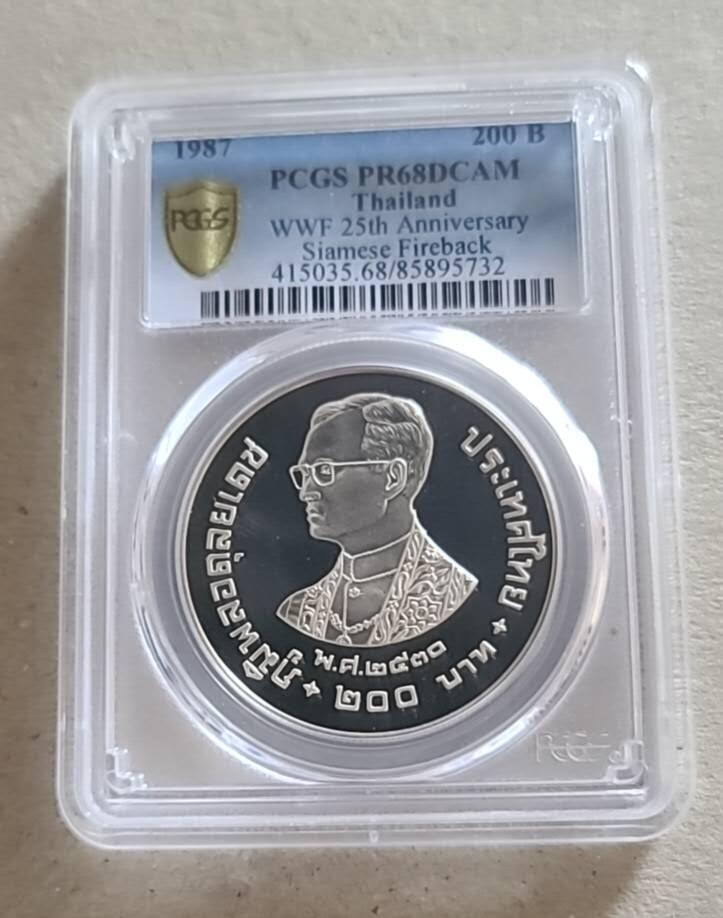 1987 200 B
PCGS PR68DCAM
Thailand
PCGS
WWF 25th Anniversary
Siamese Fireback
415035.68/85895732
ภูมิพลอดุลยเดช
ประเทศไทย
พ.ศ.๒๕๓๐
๒๐๐ บาท
PCGS